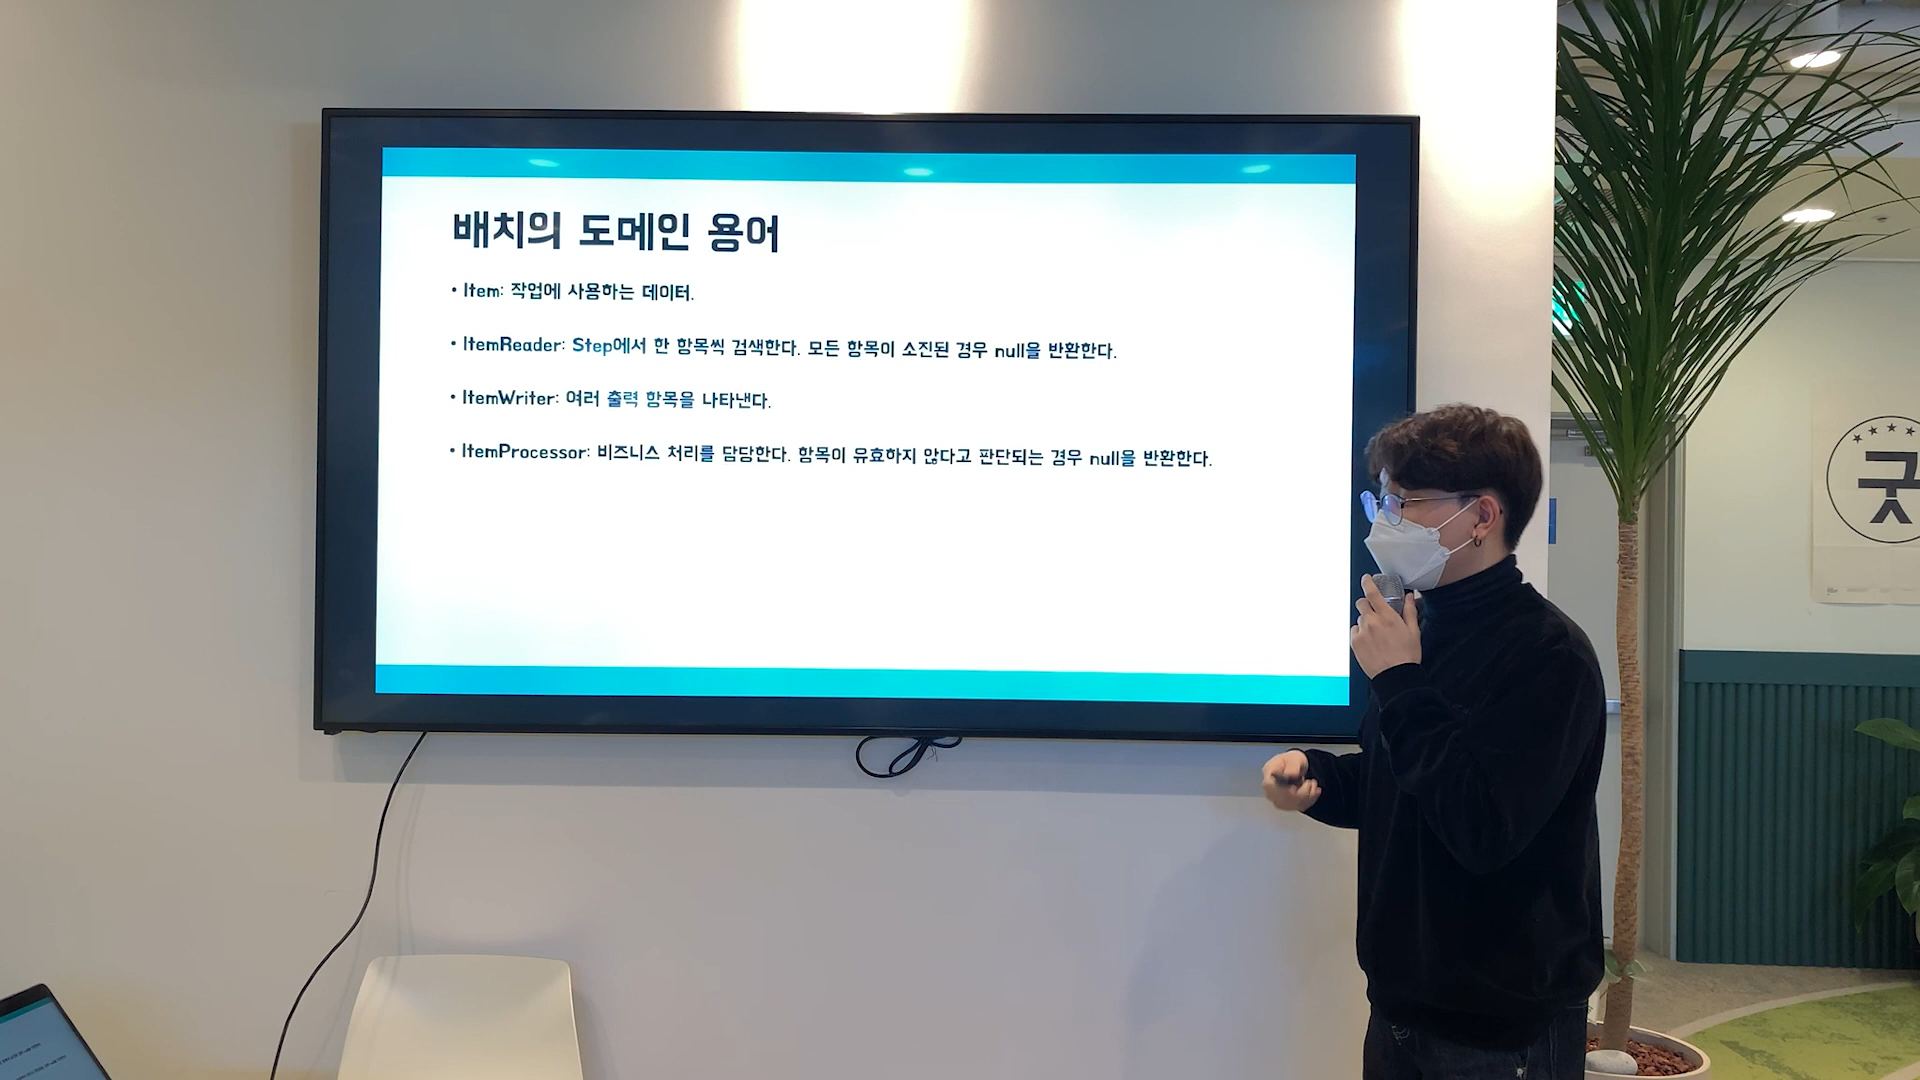 배치의 도메인 용어
• Item: 작업에 사용하는 데이터.
• ItemReader: Step에서 한 항목씩 검색한다. 모든 항목이 소진된 경우 null을 반환한다.
• ItemWriter: 여러 출력 항목을 나타낸다.
• ItemProcessor: 비즈니스 처리를 담당한다. 항목이 유효하지 않다고 판단되는 경우 null을 반환한다.
굿